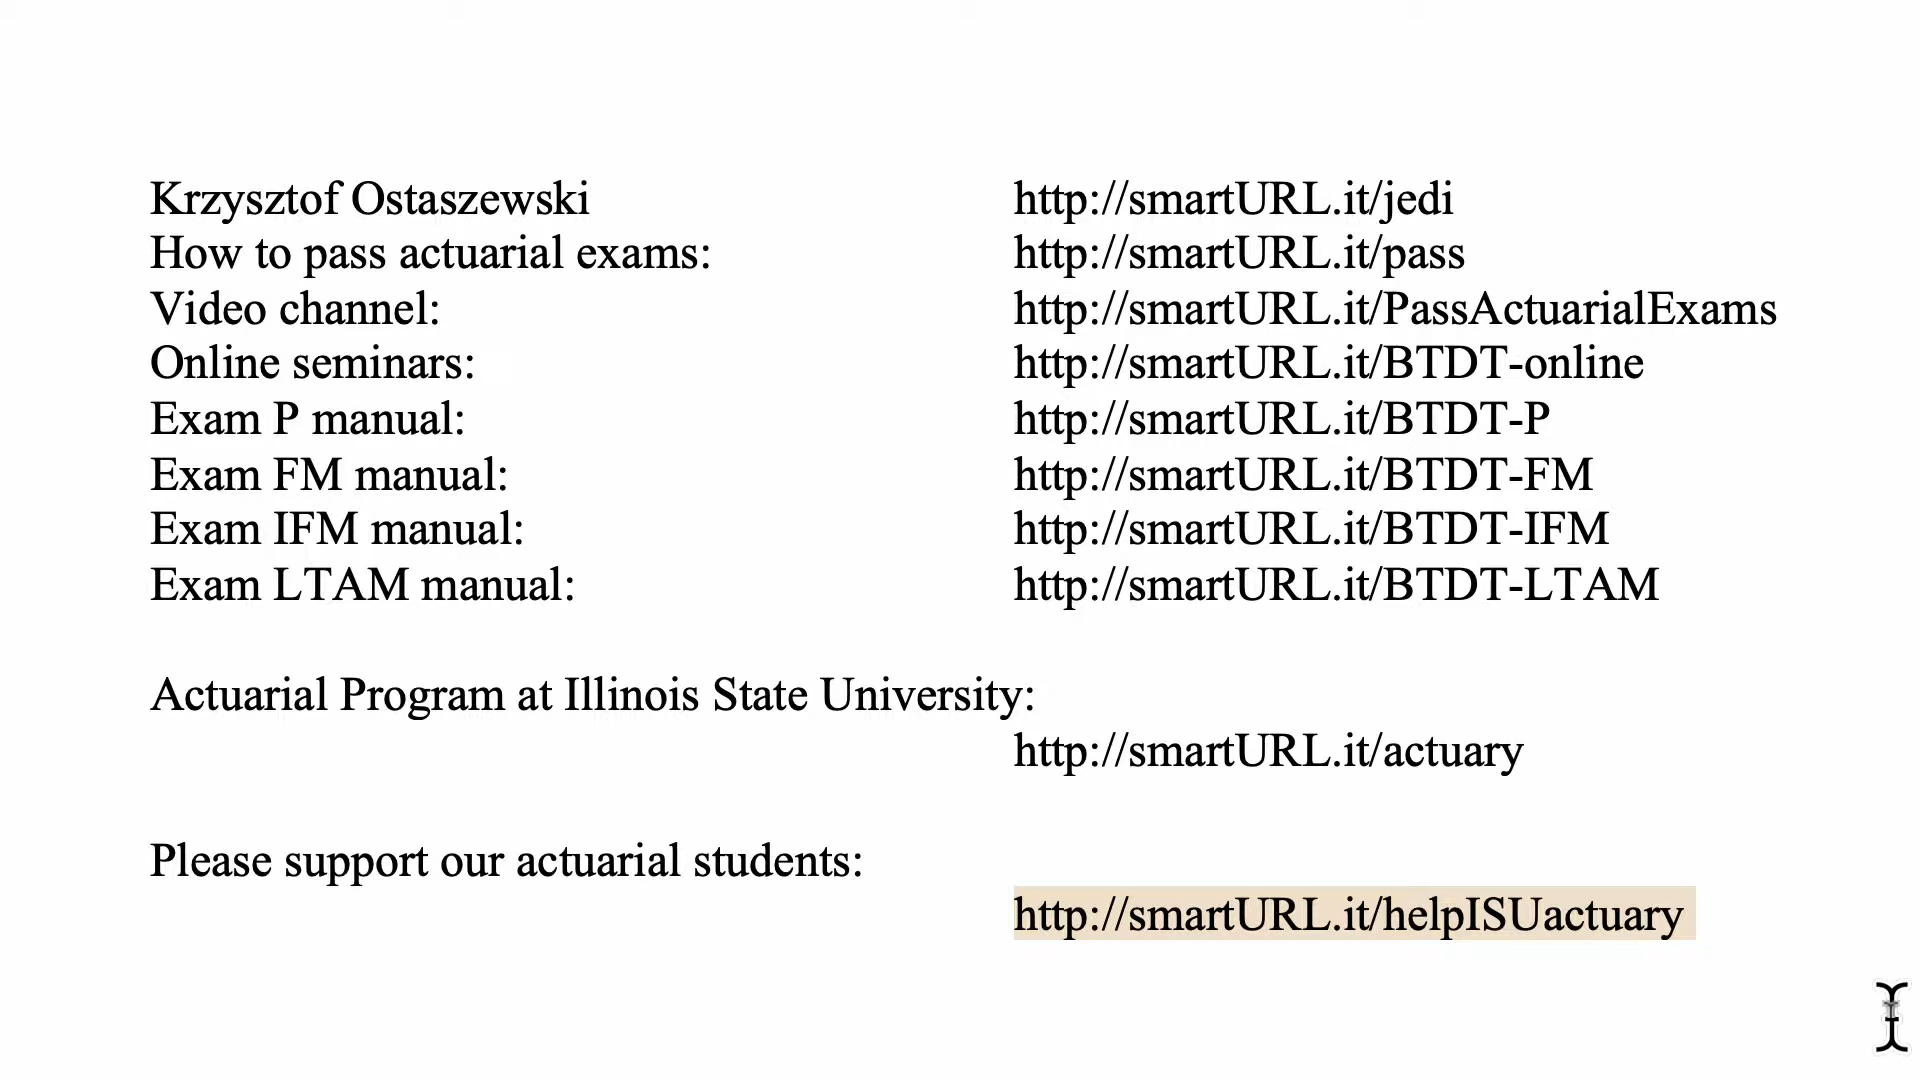 Krzysztof Ostaszewski http://smartURL.it/jedi
How to pass actuarial exams: http://smartURL.it/pass
Video channel: http://smartURL.it/PassActuarialExams
Online seminars: http://smartURL.it/BTDT-online
Exam P manual: http://smartURL.it/BTDT-P
Exam FM manual: http://smartURL.it/BTDT-FM
Exam IFM manual: http://smartURL.it/BTDT-IFM
Exam LTAM manual: http://smartURL.it/BTDT-LTAM
Actuarial Program at Illinois State University:
http://smartURL.it/actuary
Please support our actuarial students:
http://smartURL.it/helpISUactuary